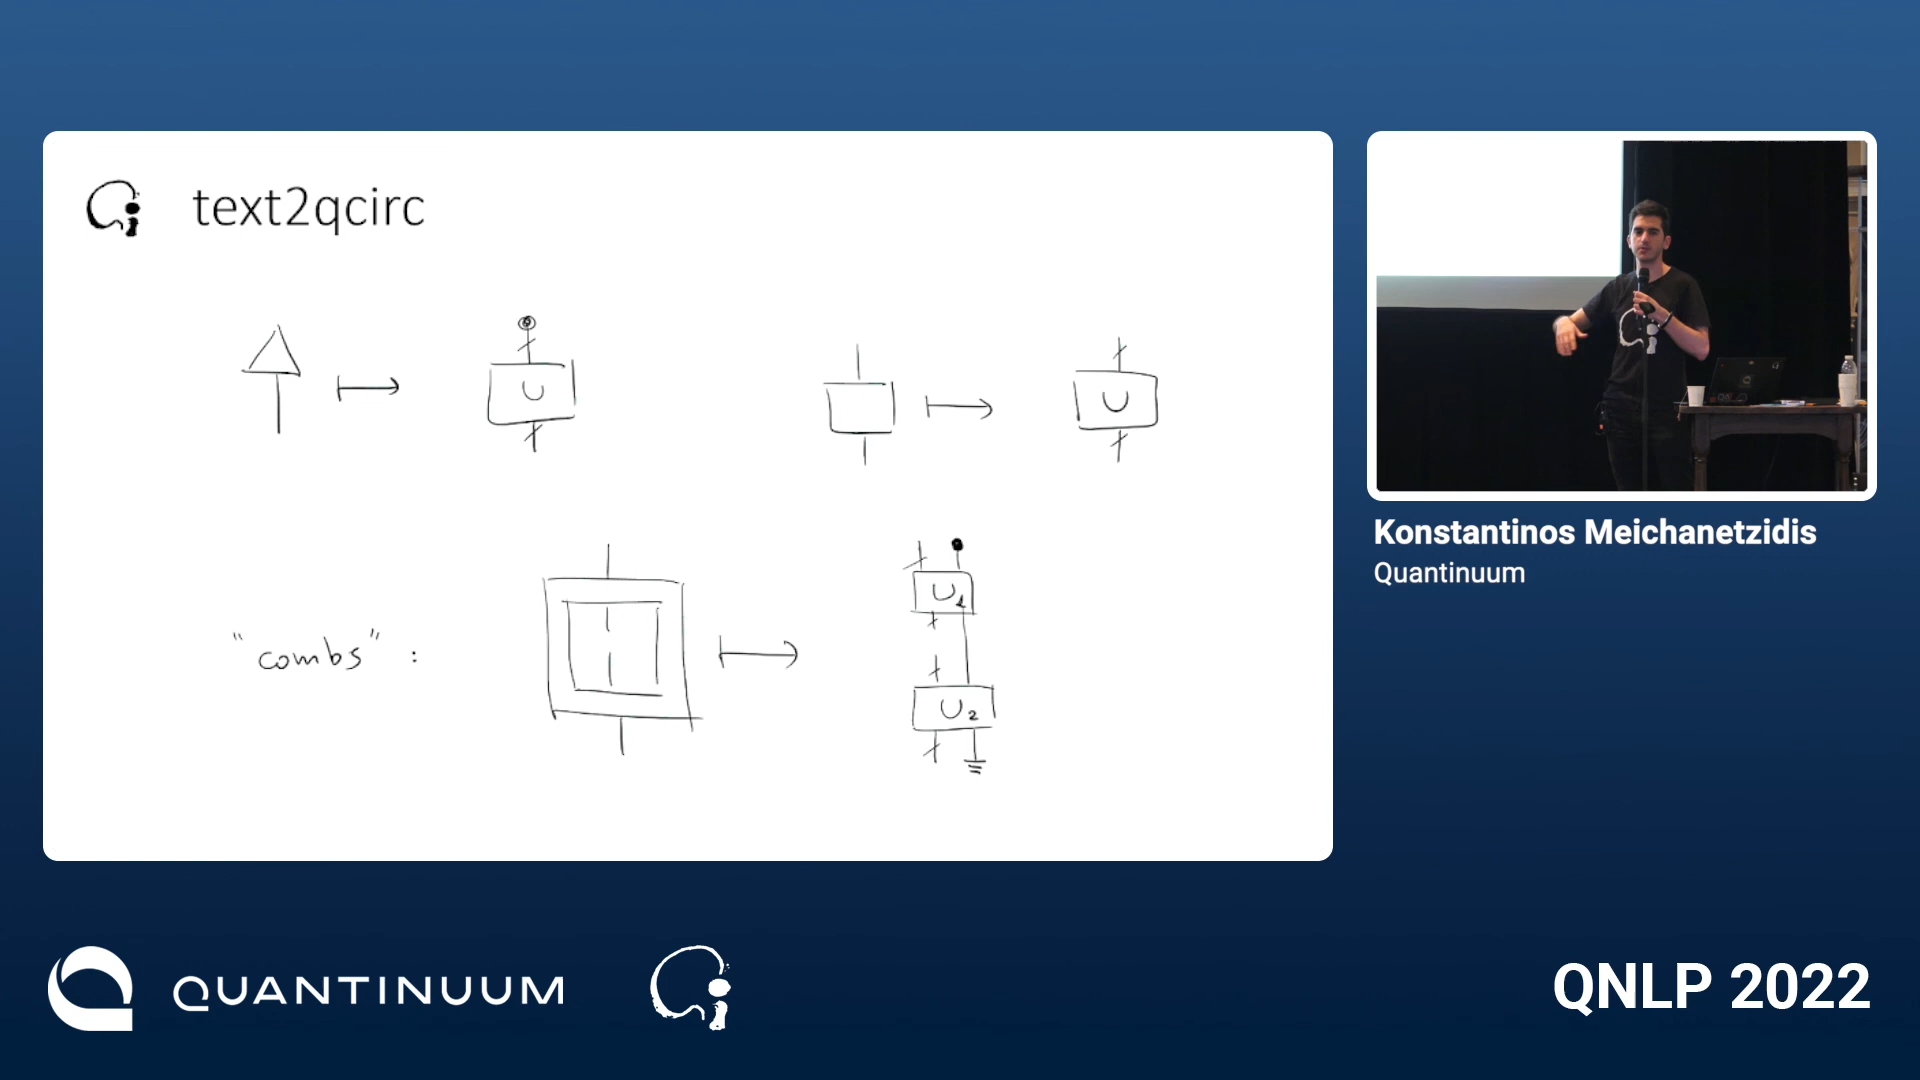 text2qcirc
U
U
"combs" :
U1
U2
Konstantinos Meichanetzidis
Quantinuum
QUANTINUUM
QNLP 2022